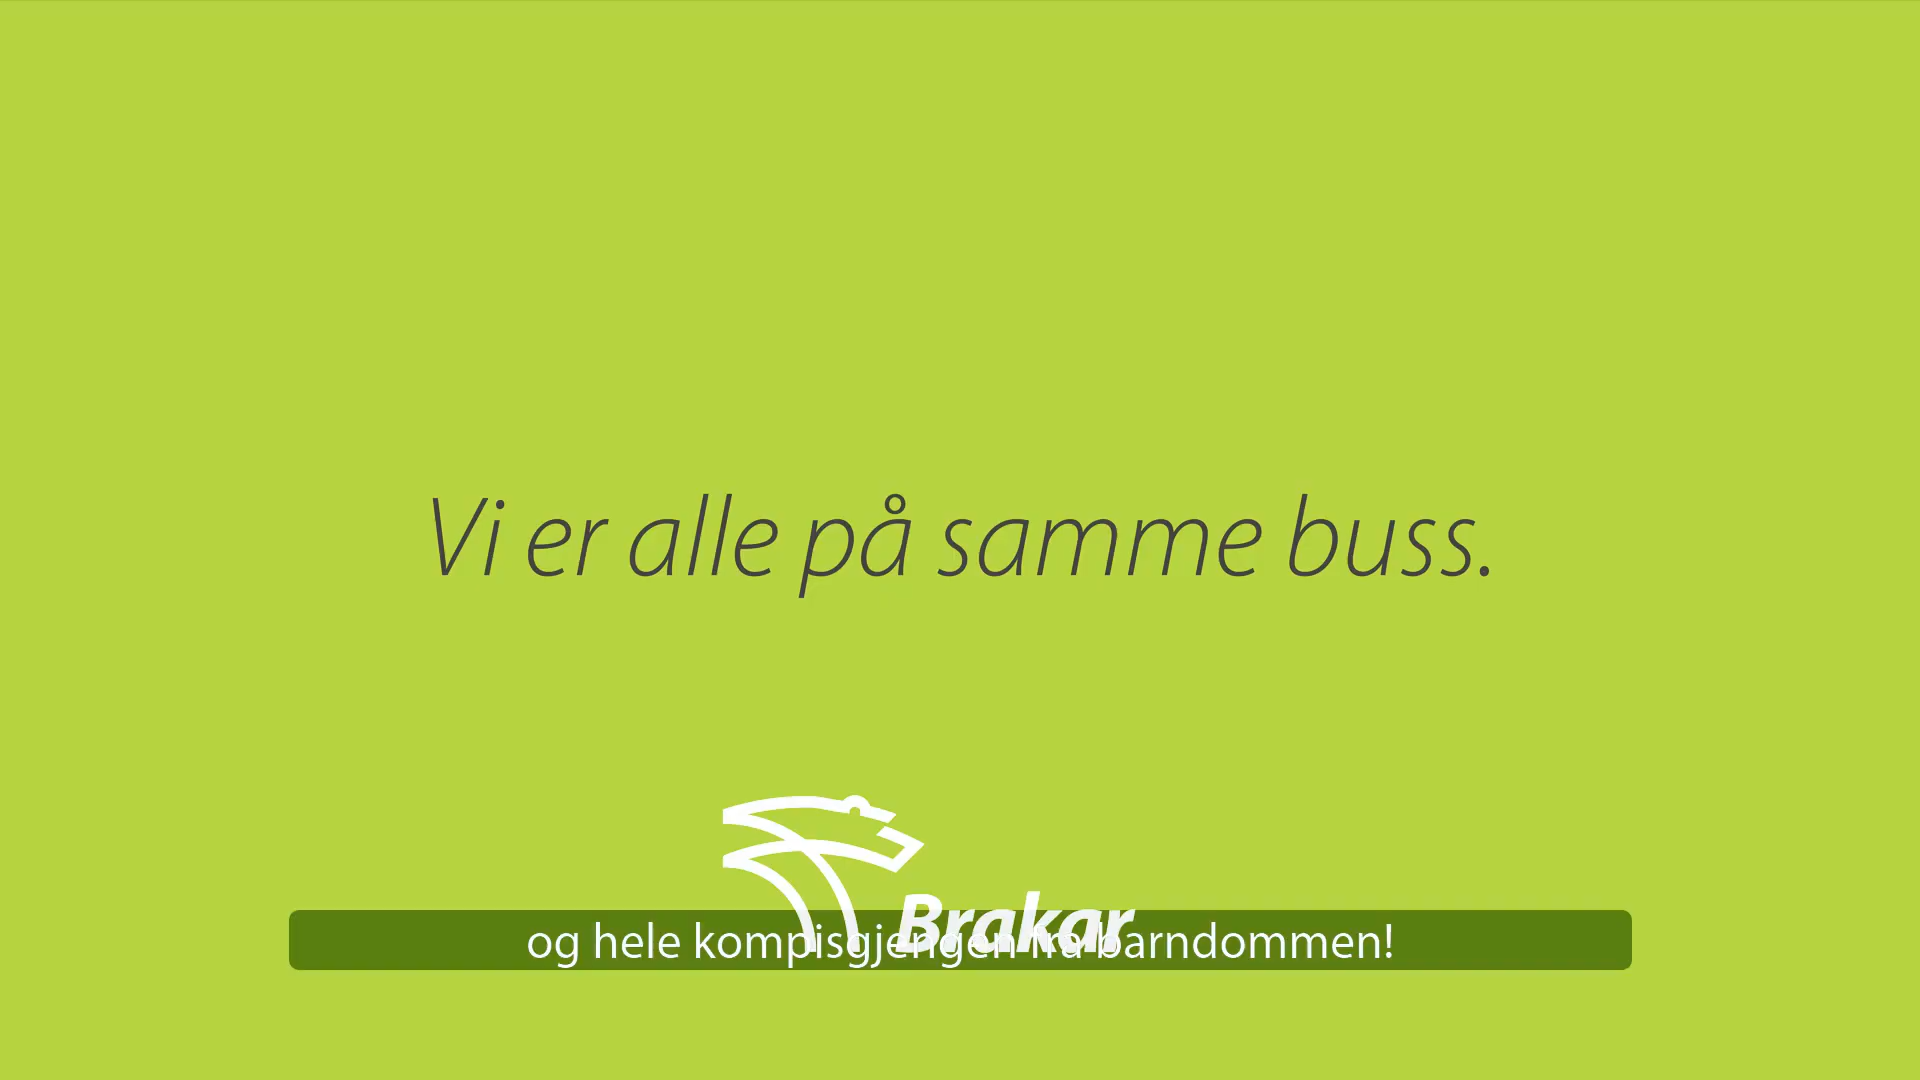 Vi er alle på samme buss.
Brakar
og hele kompisgjengen fra barndommen!